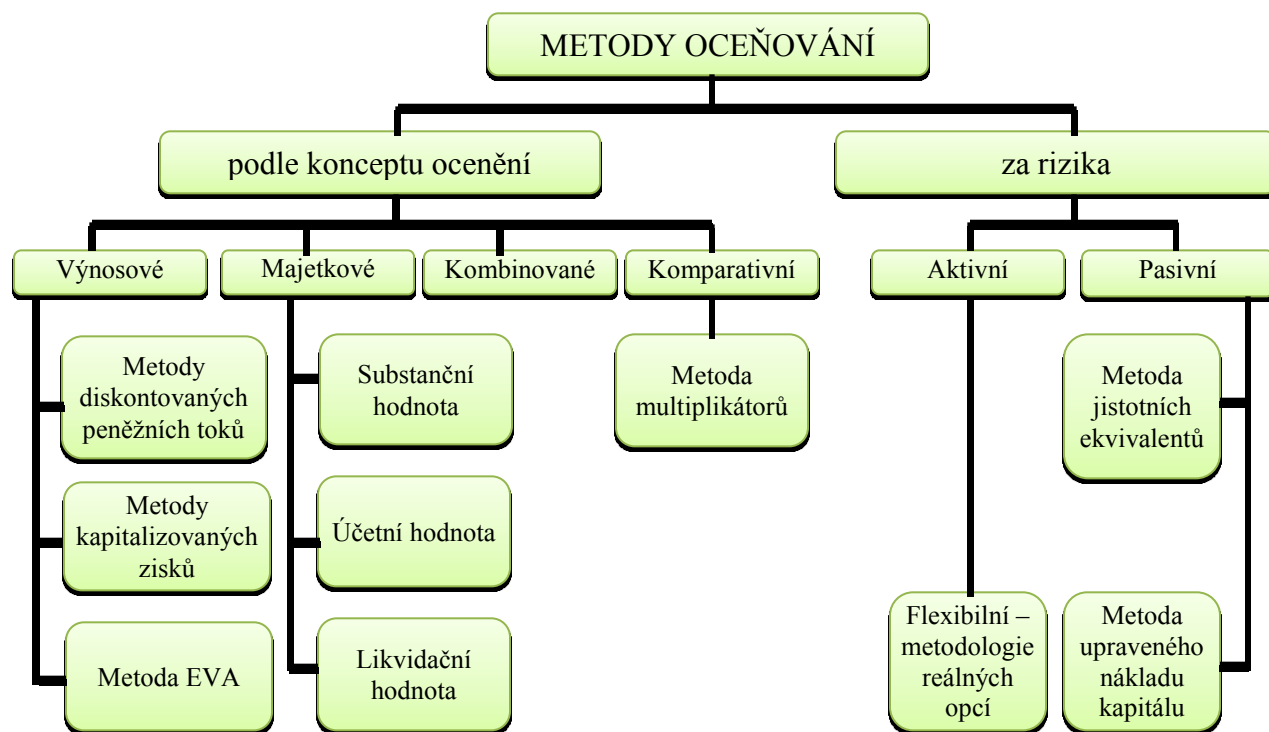 METODY OCEŇOVÁNÍ
podle konceptu ocenění
za rizika
Výnosové
Majetkové
Kombinované
Komparativní
Aktivní
Pasivní
Metody
diskontovaných
peněžních toků
Substanční
hodnota
Metoda
multiplikátorů
Metoda
jistotních
ekvivalentů
Metody
kapitalizovaných
zisků
Účetní hodnota
Metoda EVA
Likvidační
hodnota
Flexibilní –
metodologie
reálných
opcí
Metoda
upraveného
nákladu
kapitálu